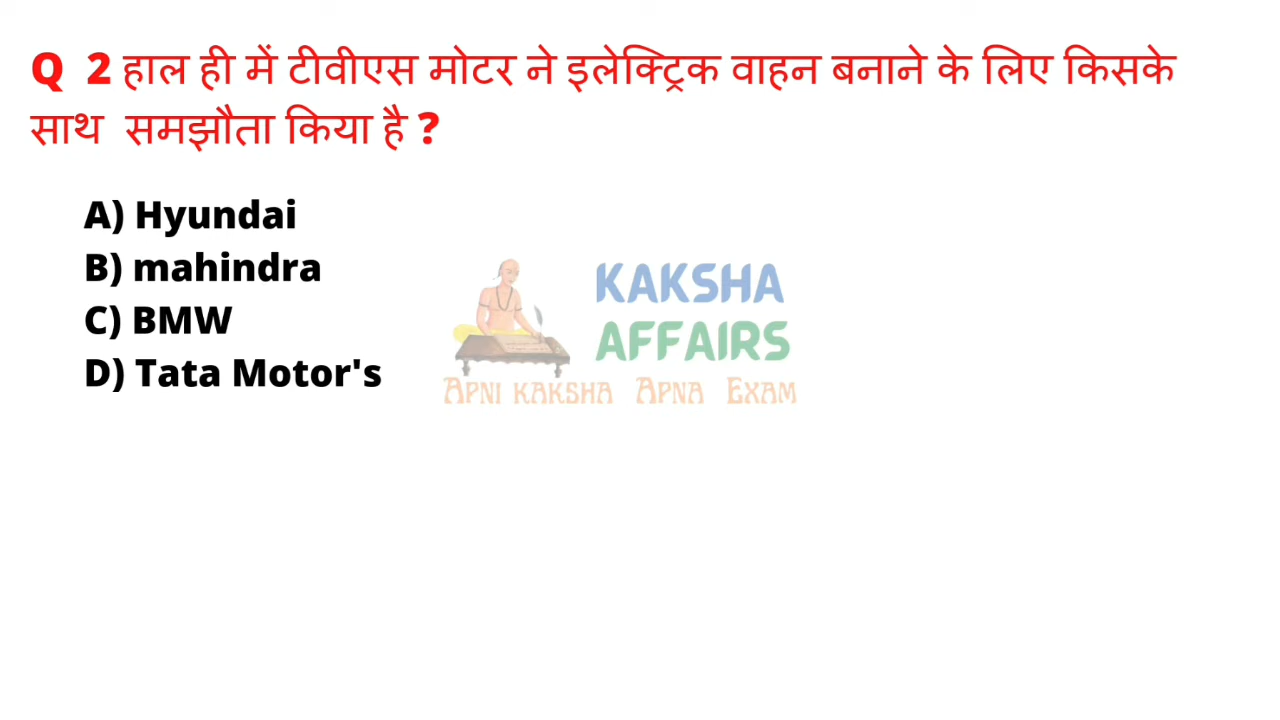 Q 2 हाल ही में टीवीएस मोटर ने इलेक्ट्रिक वाहन बनाने के लिए किसके
साथ समझौता किया है ?
A) Hyundai
B) mahindra
C) BMW
D) Tata Motor's
KAKSHA
AFFAIRS
APNI KAKSHA APNA EXAM